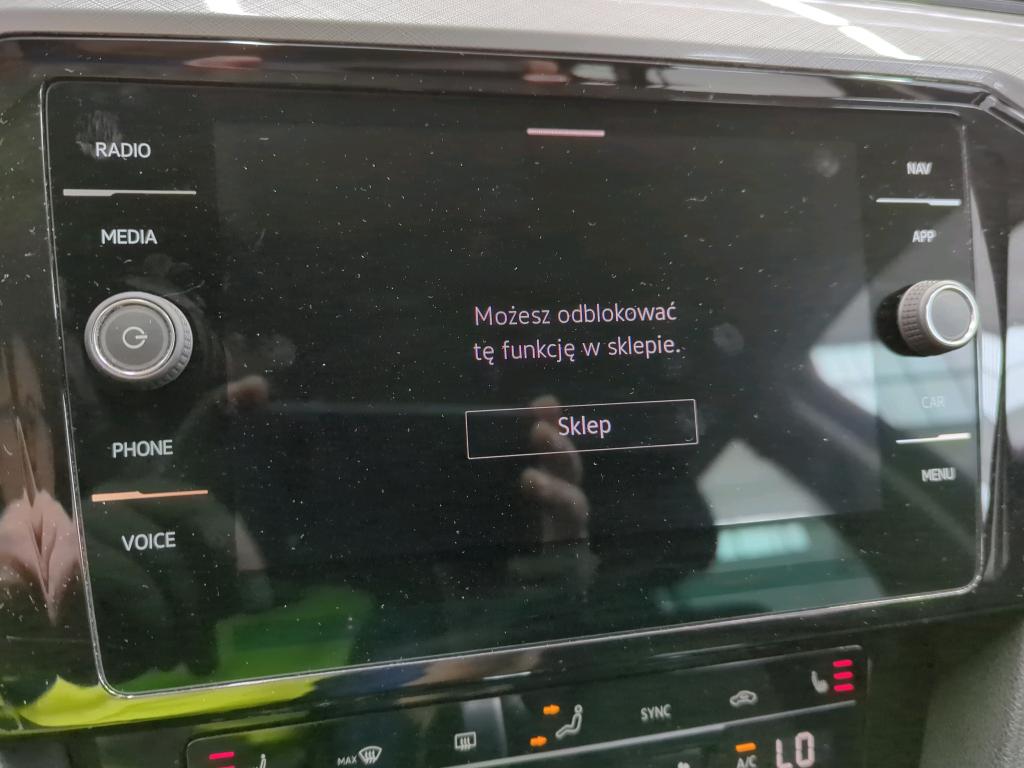 RADIO
MEDIA
PHONE
VOICE
Możesz odblokować
tę funkcję w sklepie.
Sklep
NAV
APP
CAR
MENU
MAX
SYNC
A/C
LO